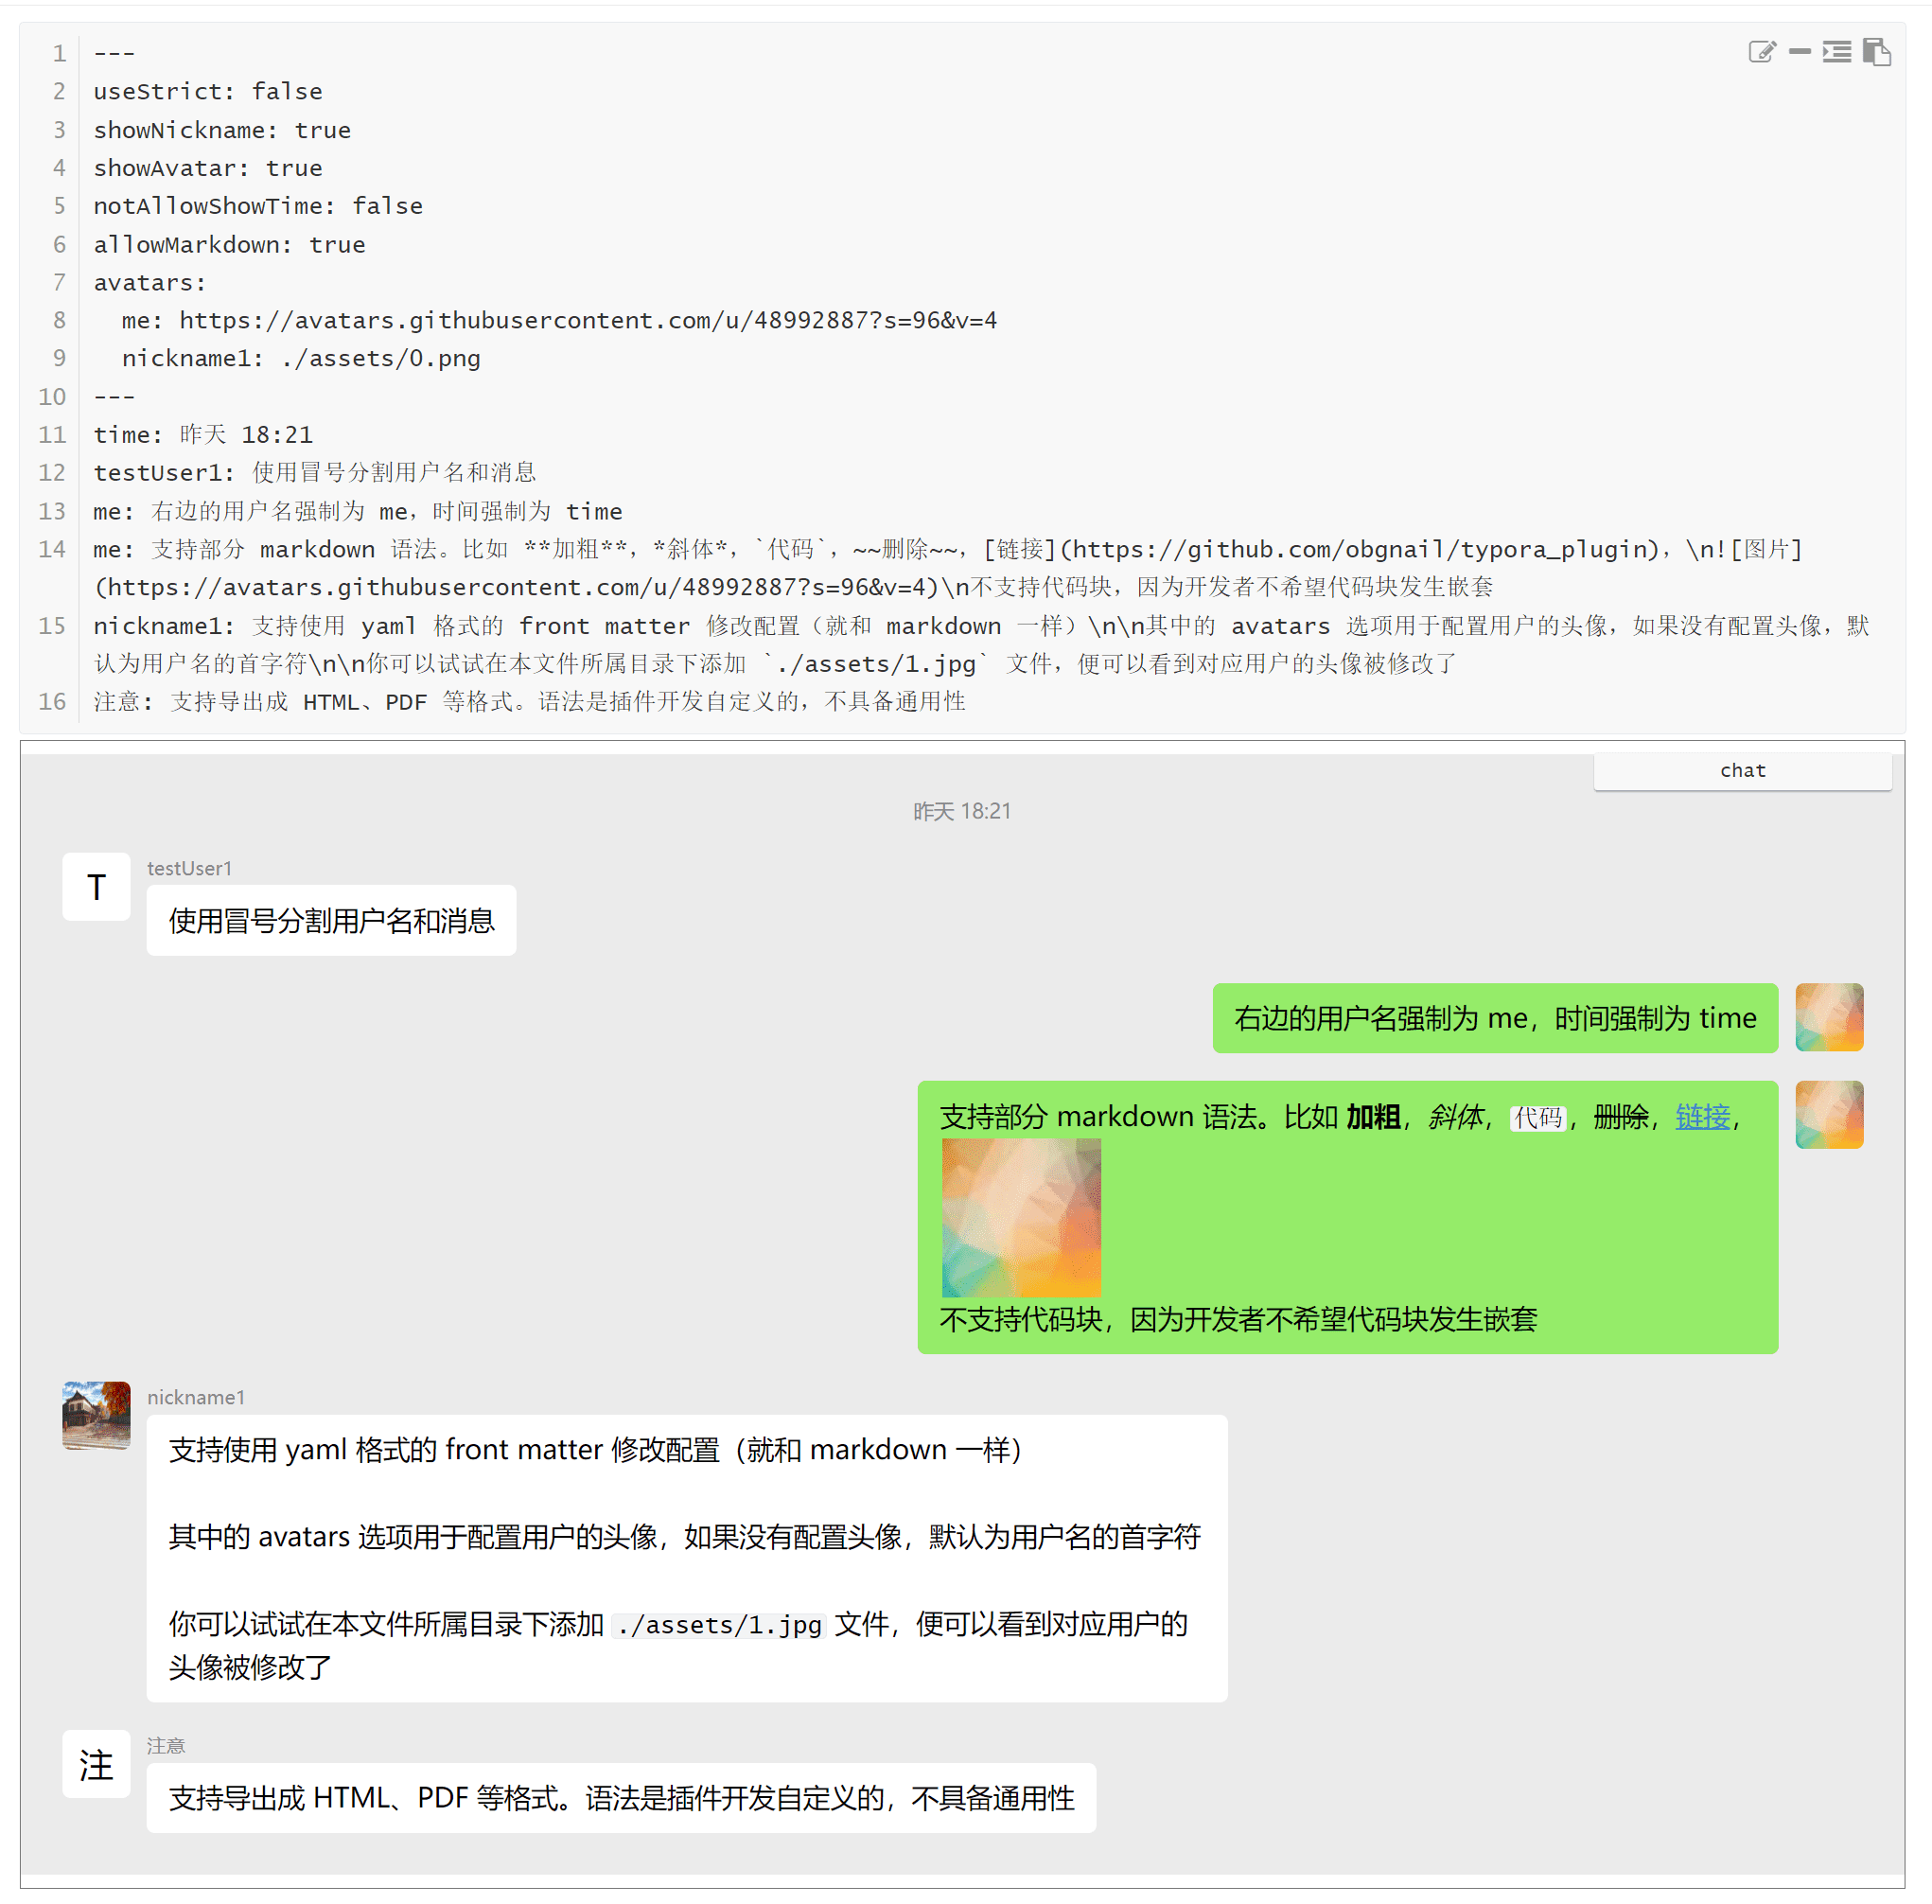 1 ---
2 useStrict: false
3 showNickname: true
4 showAvatar: true
5 notAllowShowTime: false
6 allowMarkdown: true
7 avatars:
8   me: https://avatars.githubusercontent.com/u/48992887?s=96&v=4
9   nickname1: ./assets/0.png
10 ---
11 time: 昨天 18:21
12 testUser1: 使用冒号分割用户名和消息
13 me: 右边的用户名强制为 me，时间强制为 time
14 me: 支持部分 markdown 语法。比如 **加粗**，*斜体*，`代码`，~~删除~~，[链接](https://github.com/obgnail/typora_plugin)，\n![图片]
(https://avatars.githubusercontent.com/u/48992887?s=96&v=4)\n不支持代码块，因为开发者不希望代码块发生嵌套
15 nickname1: 支持使用 yaml 格式的 front matter 修改配置（就和 markdown 一样）\n\n其中的 avatars 选项用于配置用户的头像，如果没有配置头像，默
认为用户名的首字符\n\n你可以试试在本文件所属目录下添加 `./assets/1.jpg` 文件，便可以看到对应用户的头像被修改了
16 注意: 支持导出成 HTML、PDF 等格式。语法是插件开发自定义的，不具备通用性
chat
昨天 18:21
T
testUser1
使用冒号分割用户名和消息
右边的用户名强制为 me，时间强制为 time
支持部分 markdown 语法。比如 加粗，斜体，代码，删除，链接，
不支持代码块，因为开发者不希望代码块发生嵌套
nickname1
支持使用 yaml 格式的 front matter 修改配置（就和 markdown 一样）
其中的 avatars 选项用于配置用户的头像，如果没有配置头像，默认为用户名的首字符
你可以试试在本文件所属目录下添加 ./assets/1.jpg 文件，便可以看到对应用户的
头像被修改了
注
注意
支持导出成 HTML、PDF 等格式。语法是插件开发自定义的，不具备通用性